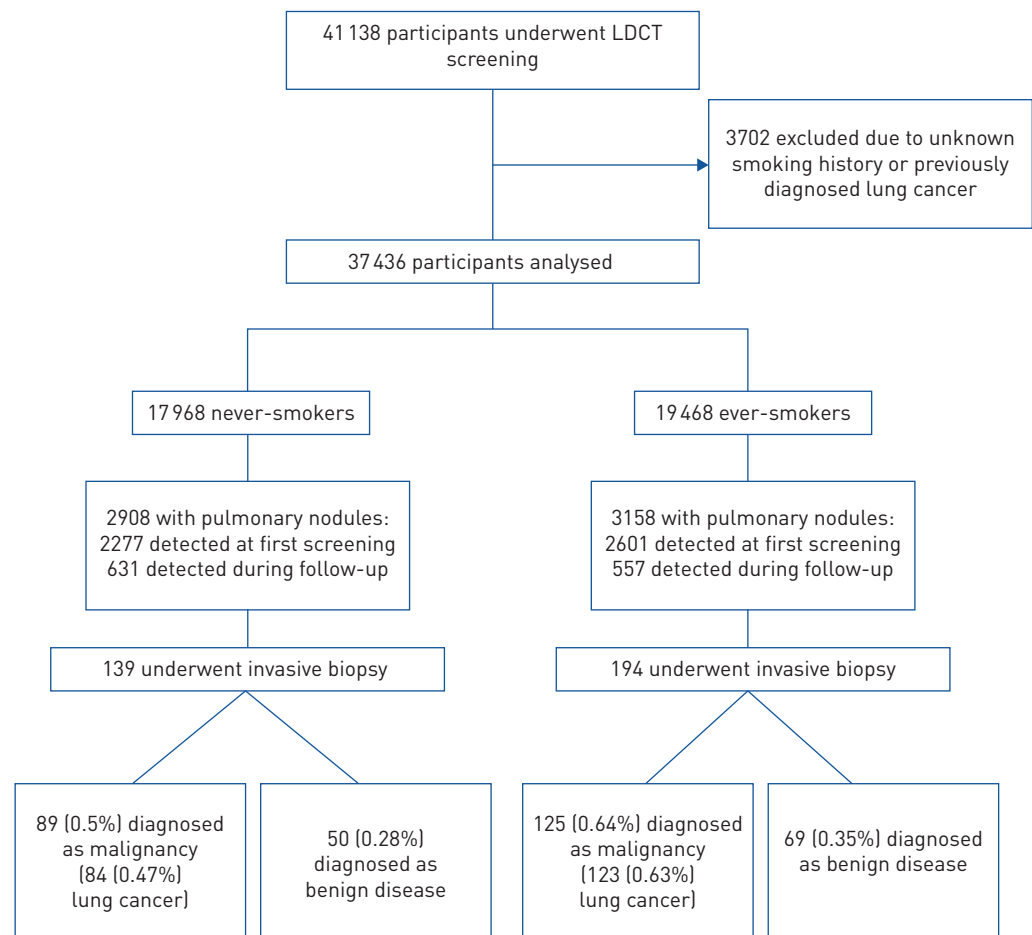 41 138 participants underwent LDCT
screening
3702 excluded due to unknown
smoking history or previously
diagnosed lung cancer
37 436 participants analysed
17 968 never-smokers
19 468 ever-smokers
2908 with pulmonary nodules:
2277 detected at first screening
631 detected during follow-up
3158 with pulmonary nodules:
2601 detected at first screening
557 detected during follow-up
139 underwent invasive biopsy
194 underwent invasive biopsy
89 (0.5%) diagnosed
as malignancy
(84 (0.47%)
lung cancer)
50 (0.28%)
diagnosed as
benign disease
125 (0.64%) diagnosed
as malignancy
(123 (0.63%)
lung cancer)
69 (0.35%) diagnosed
as benign disease